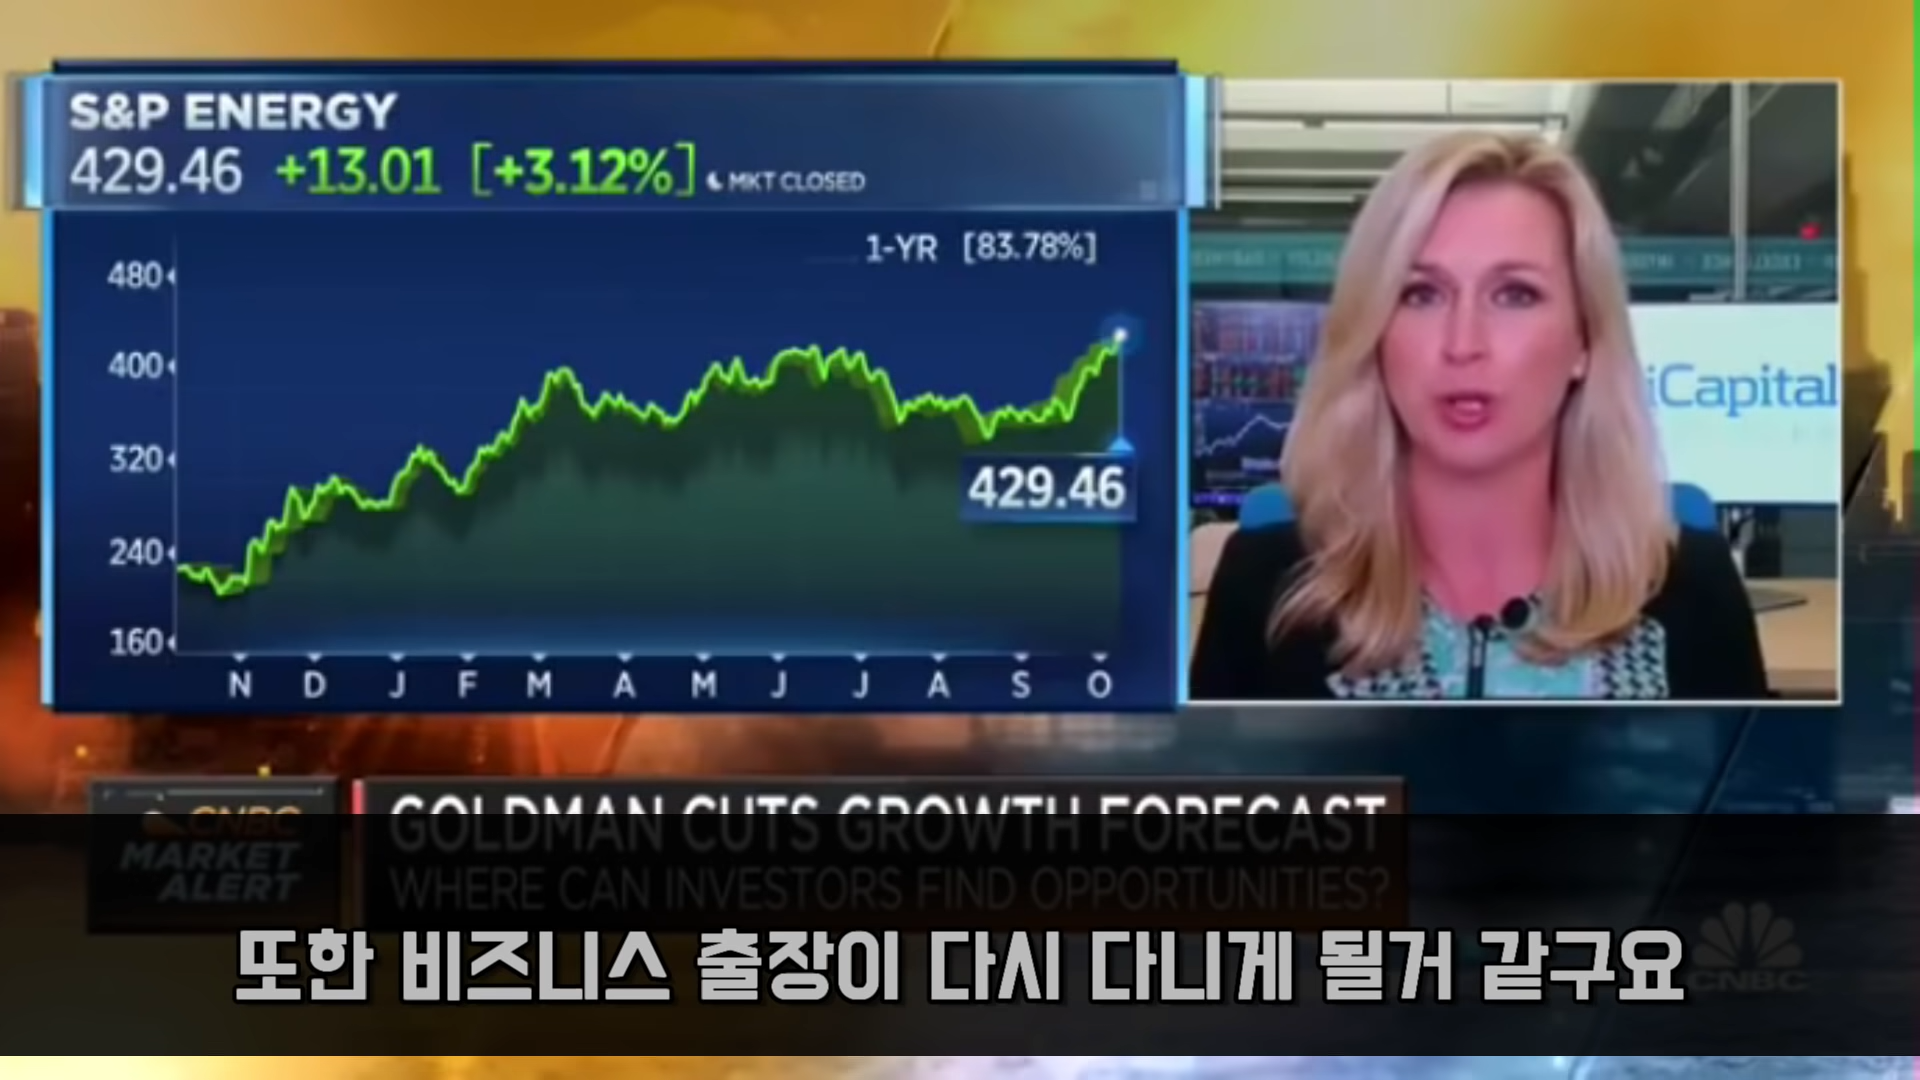 S&P ENERGY
429.46 +13.01 [+3.12%] MKT CLOSED
1-YR [83.78%]
480
400
320
240
160
429.46
N D J F M A M J J A S O
iCapital
CNBC
MARKET
ALERT
GOLDMAN CUTS GROWTH FORECAST
WHERE CAN INVESTORS FIND OPPORTUNITIES?
또한 비즈니스 출장이 다시 다니게 될거 같구요
CNBC